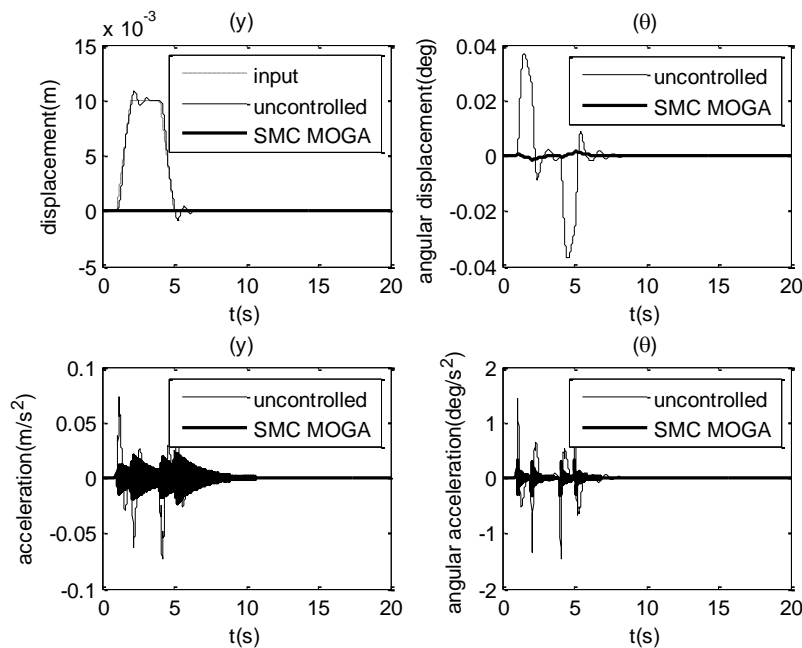 x 10^-3
(y)
15
10
5
0
-5
displacement(m)
input
uncontrolled
SMC MOGA
0 5 10 15 20
t(s)
(θ)
0.04
0.02
0
-0.02
-0.04
angular displacement(deg)
uncontrolled
SMC MOGA
0 5 10 15 20
t(s)
(y)
0.1
0.05
0
-0.05
-0.1
acceleration(m/s^2)
uncontrolled
SMC MOGA
0 5 10 15 20
t(s)
(θ)
2
1
0
-1
-2
angular acceleration(deg/s^2)
uncontrolled
SMC MOGA
0 5 10 15 20
t(s)